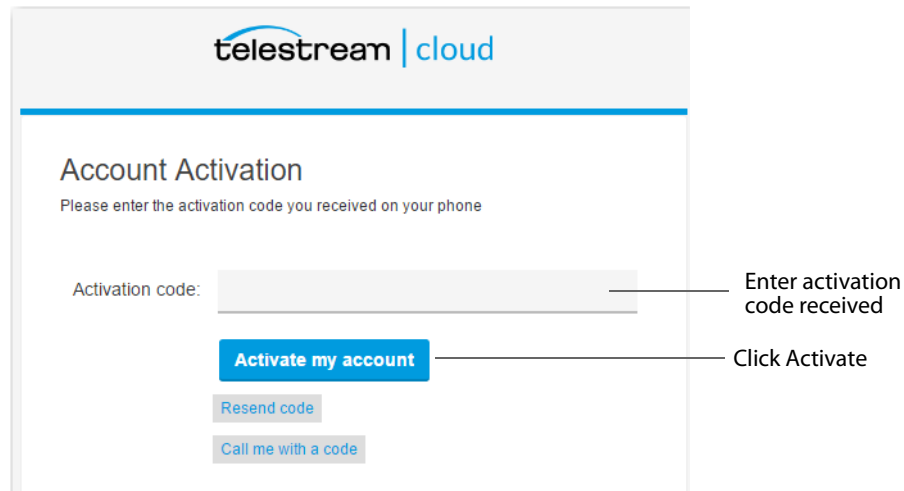 telestream | cloud
Account Activation
Please enter the activation code you received on your phone
Activation code:
Enter activation
code received
Activate my account
Click Activate
Resend code
Call me with a code